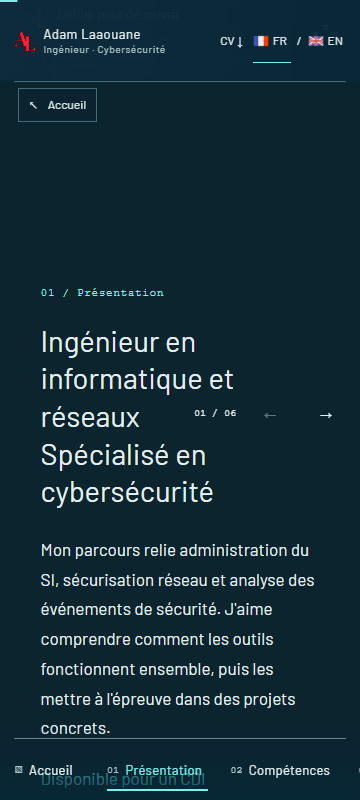 Adam Laaouane
Ingénieur · Cybersécurité
CV ↓ FR / EN
↖ Accueil
01 / Présentation
Ingénieur en
informatique et
réseaux
01 / 06 ← →
Spécialisé en
cybersécurité
Mon parcours relie administration du
SI, sécurisation réseau et analyse des
événements de sécurité. J'aime
comprendre comment les outils
fonctionnent ensemble, puis les
mettre à l'épreuve dans des projets
concrets.
Accueil 01 Présentation 02 Compétences
Disponible pour un CDI